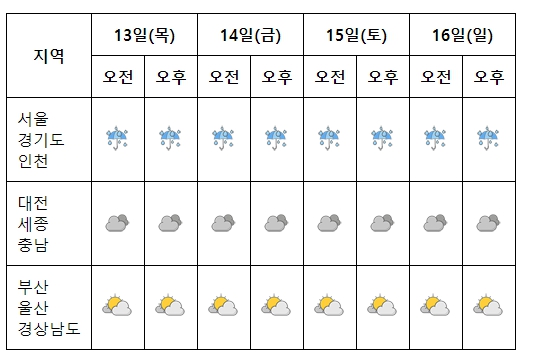 지역
13일(목)
14일(금)
15일(토)
16일(일)
오전
오후
오전
오후
오전
오후
오전
오후
서울
경기도
인천
대전
세종
충남
부산
울산
경상남도